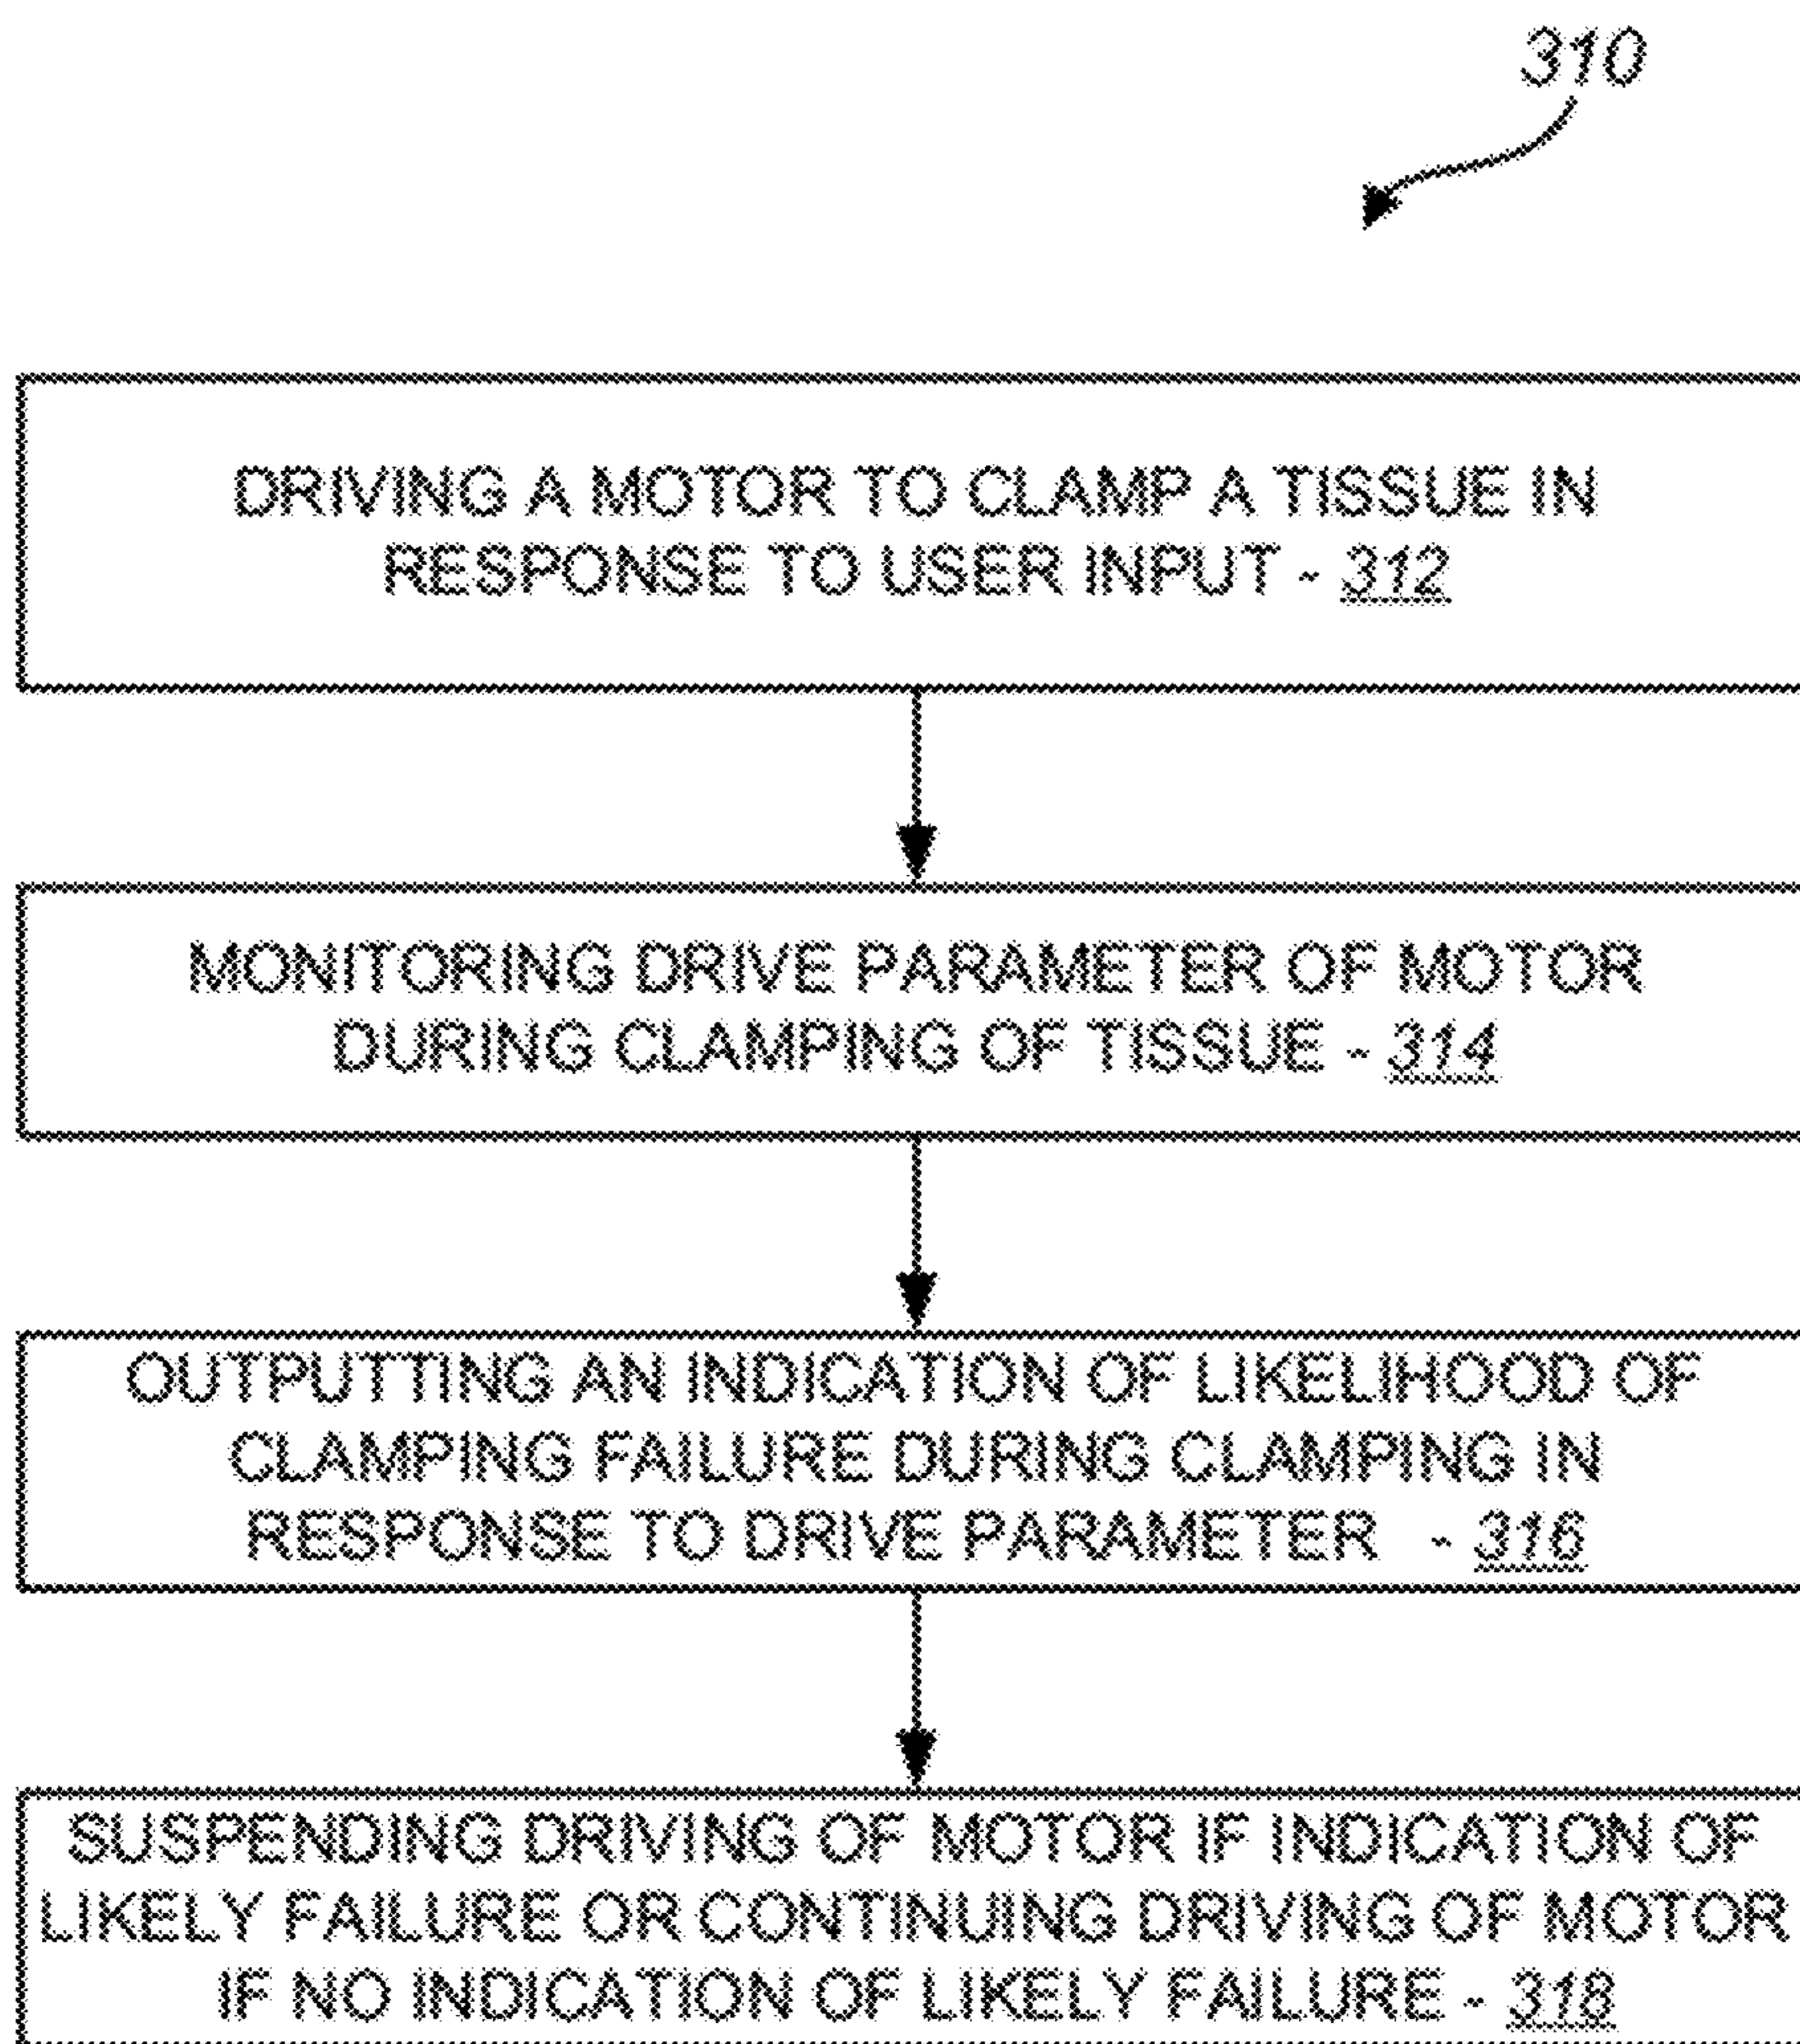 310
DRIVING A MOTOR TO CLAMP A TISSUE IN
RESPONSE TO USER INPUT - 312
MONITORING DRIVE PARAMETER OF MOTOR
DURING CLAMPING OF TISSUE - 314
OUTPUTTING AN INDICATION OF LIKELIHOOD OF
CLAMPING FAILURE DURING CLAMPING IN
RESPONSE TO DRIVE PARAMETER - 316
SUSPENDING DRIVING OF MOTOR IF INDICATION OF
LIKELY FAILURE OR CONTINUING DRIVING OF MOTOR
IF NO INDICATION OF LIKELY FAILURE - 318